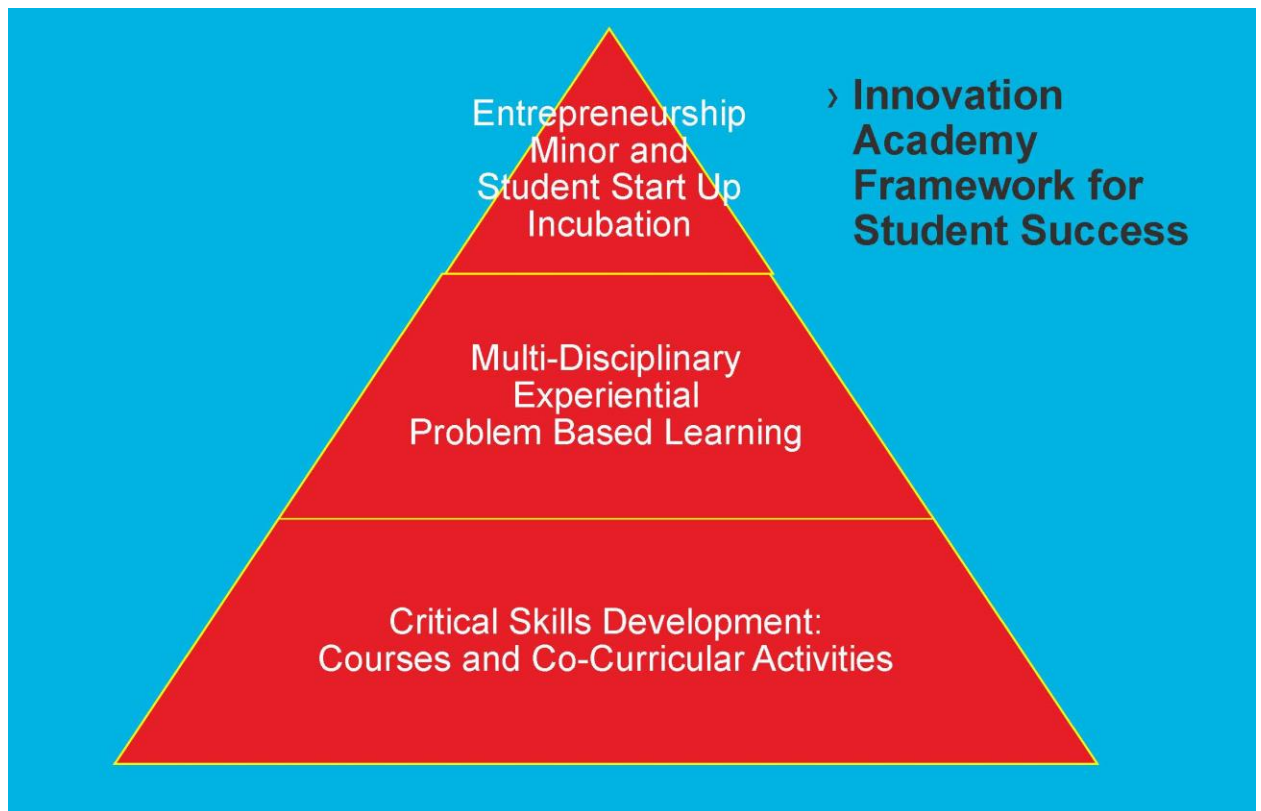 Entrepreneurship
Minor and
Student Start Up
Incubation
› Innovation
Academy
Framework for
Student Success
Multi-Disciplinary
Experiential
Problem Based Learning
Critical Skills Development:
Courses and Co-Curricular Activities